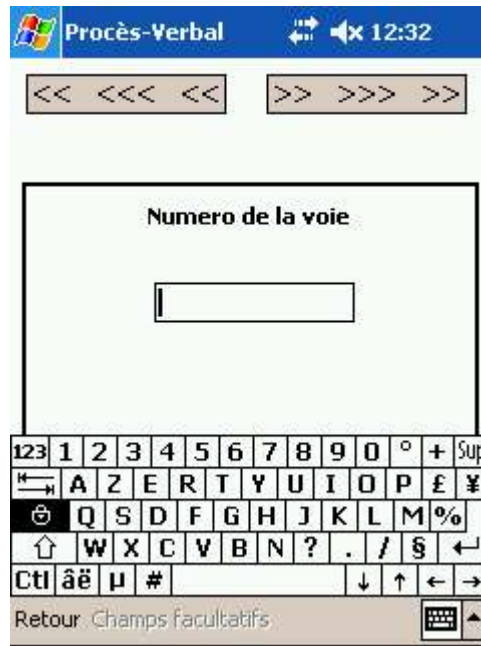 Procès-Verbal 12:32
<< <<< << >> >>> >>
Numero de la voie
123 1 2 3 4 5 6 7 8 9 0 ° + Sup
A Z E R T Y U I O P £ ¥
Q S D F G H J K L M %
W X C V B N ? . / §
Ctl âë µ # ↓ ↑ ← →
Retour Champs facultatifs